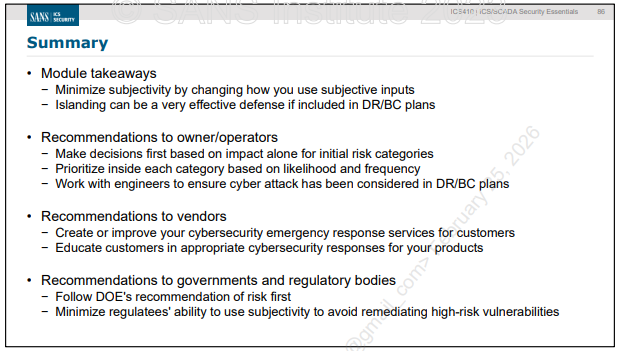 © SANS Institute 2026
SANS | ICS SECURITY
ICS410 | ICS/SCADA Security Essentials 86
Summary
• Module takeaways
− Minimize subjectivity by changing how you use subjective inputs
− Islanding can be a very effective defense if included in DR/BC plans
• Recommendations to owner/operators
− Make decisions first based on impact alone for initial risk categories
− Prioritize inside each category based on likelihood and frequency
− Work with engineers to ensure cyber attack has been considered in DR/BC plans
• Recommendations to vendors
− Create or improve your cybersecurity emergency response services for customers
− Educate customers in appropriate cybersecurity responses for your products
• Recommendations to governments and regulatory bodies
− Follow DOE's recommendation of risk first
− Minimize regulatees' ability to use subjectivity to avoid remediating high-risk vulnerabilities
@gmail_com> February 2026